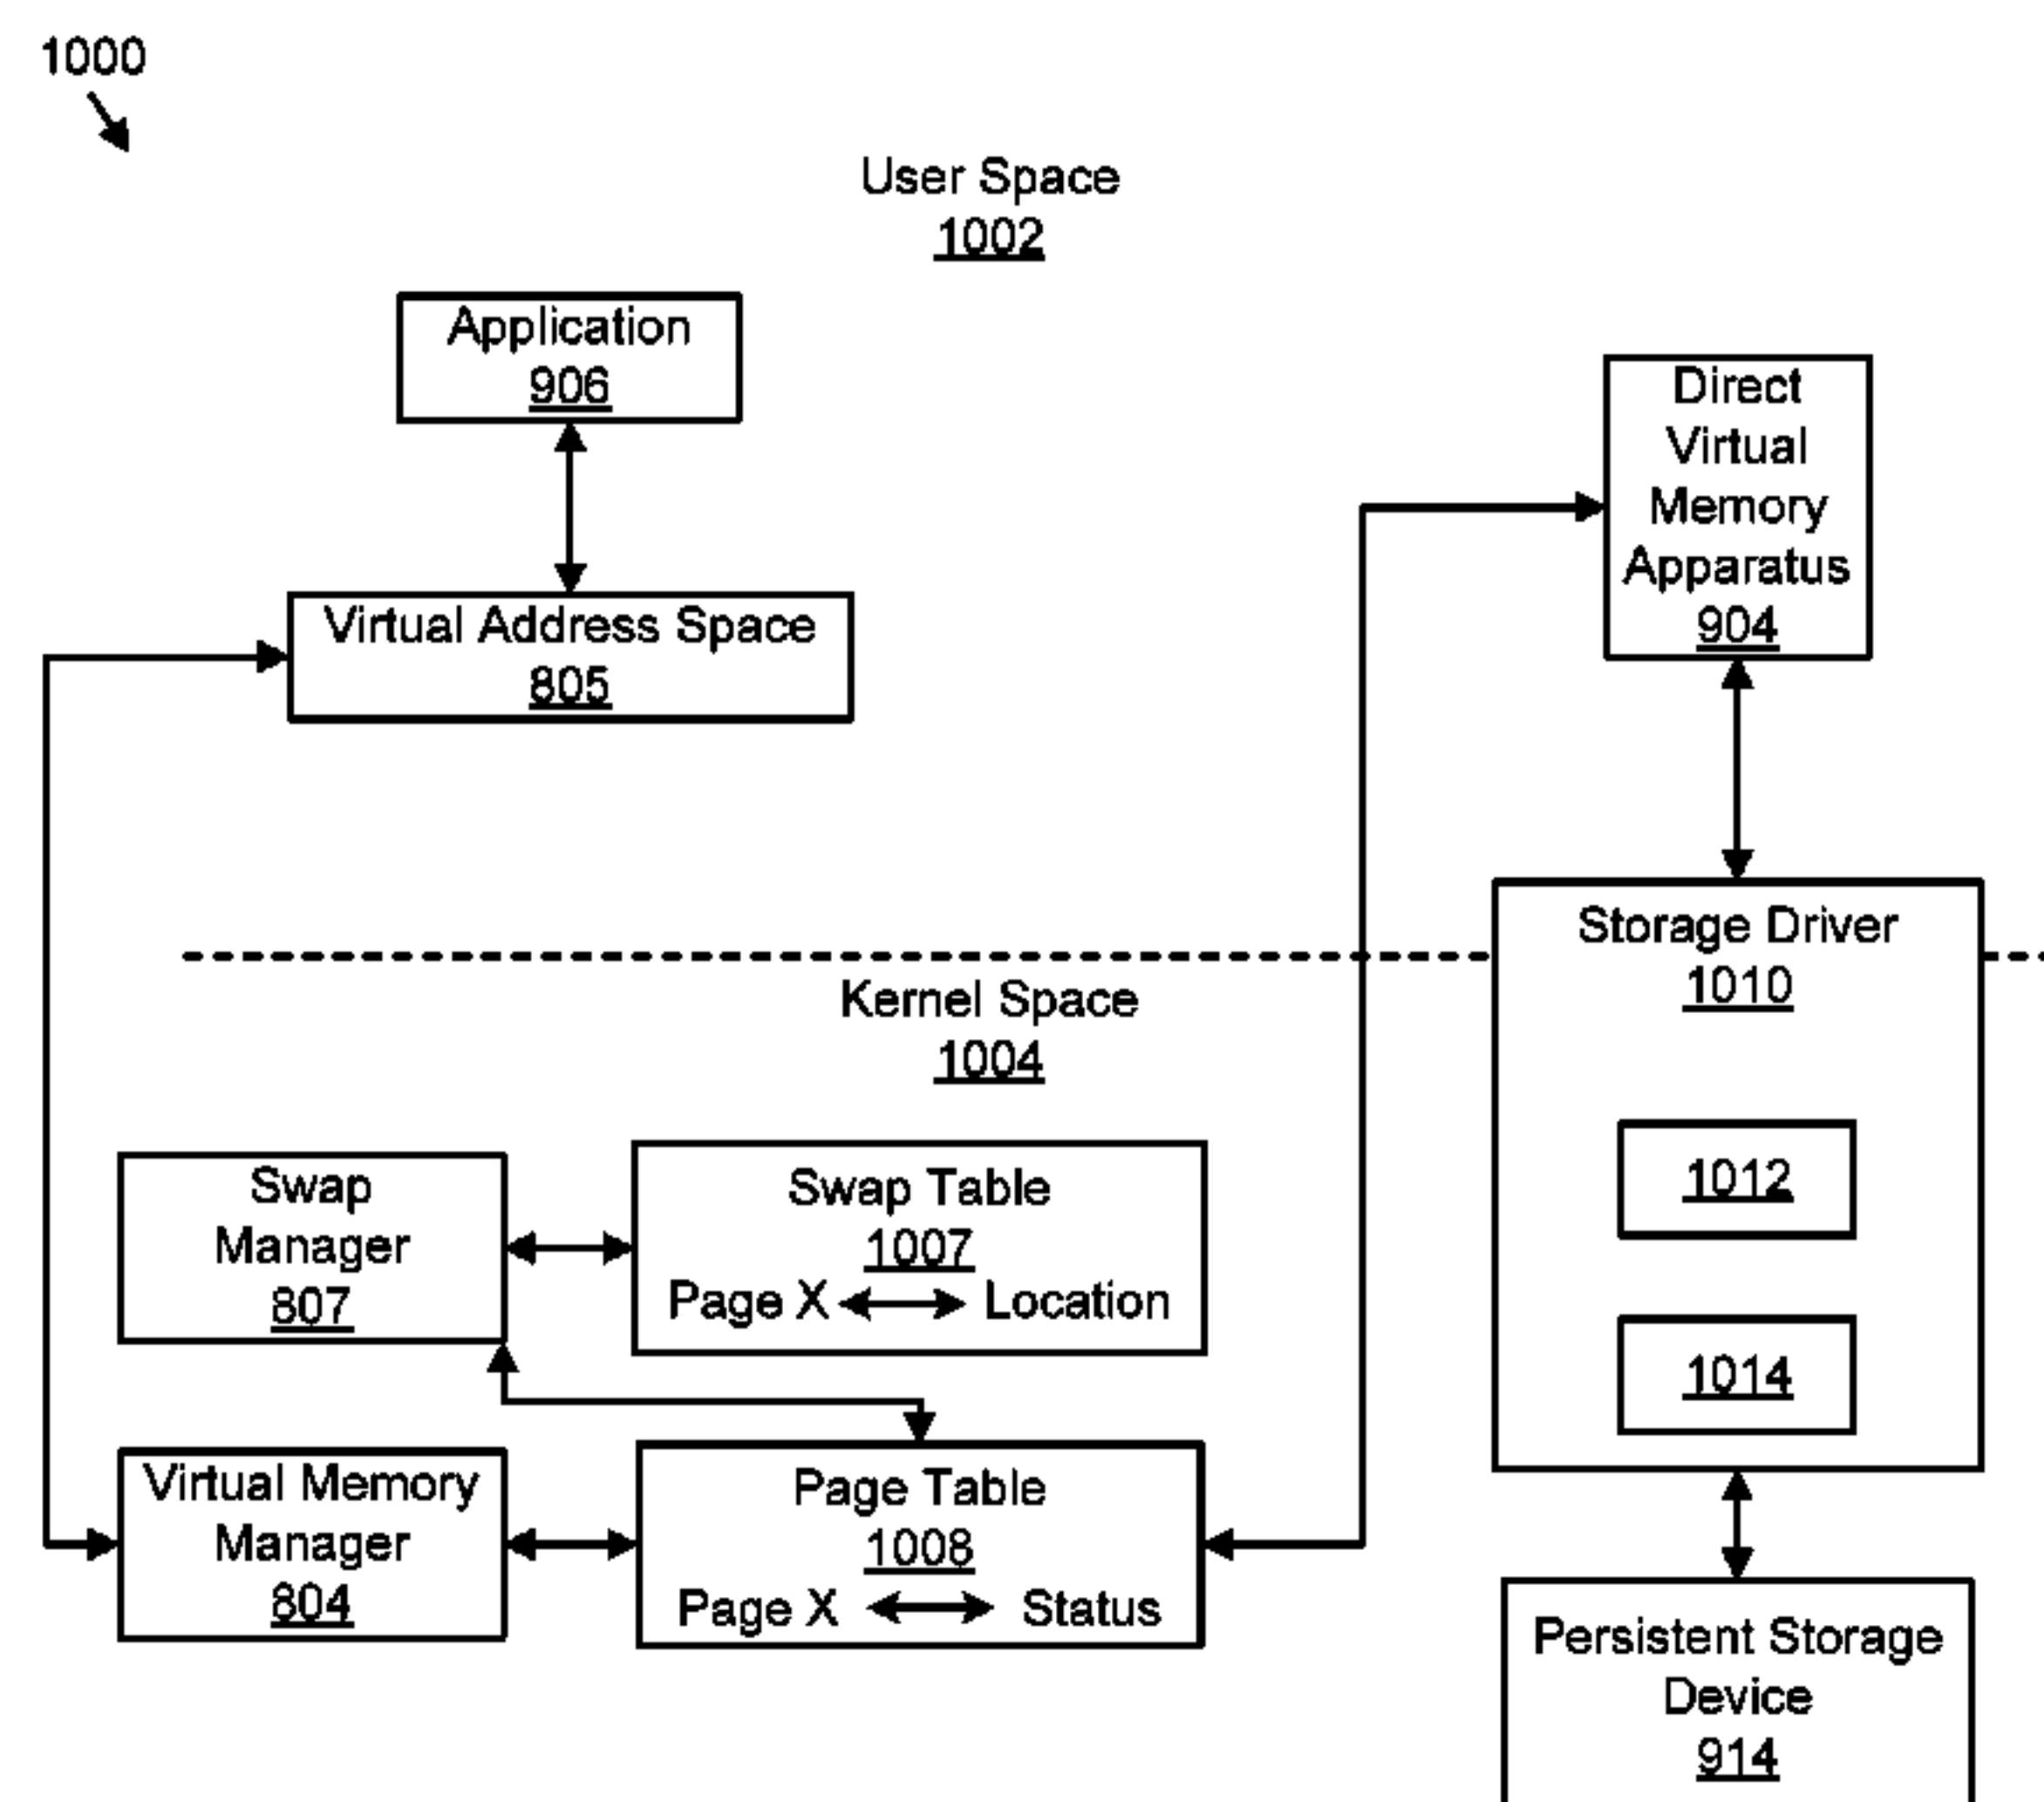 1000
User Space
1002
Application
906
Direct
Virtual
Memory
Apparatus
904
Virtual Address Space
805
Storage Driver
1010
Kernel Space
1004
Swap
Manager
807
Swap Table
1007
Page X Location
1012
1014
Virtual Memory
Manager
804
Page Table
1008
Page X Status
Persistent Storage
Device
914